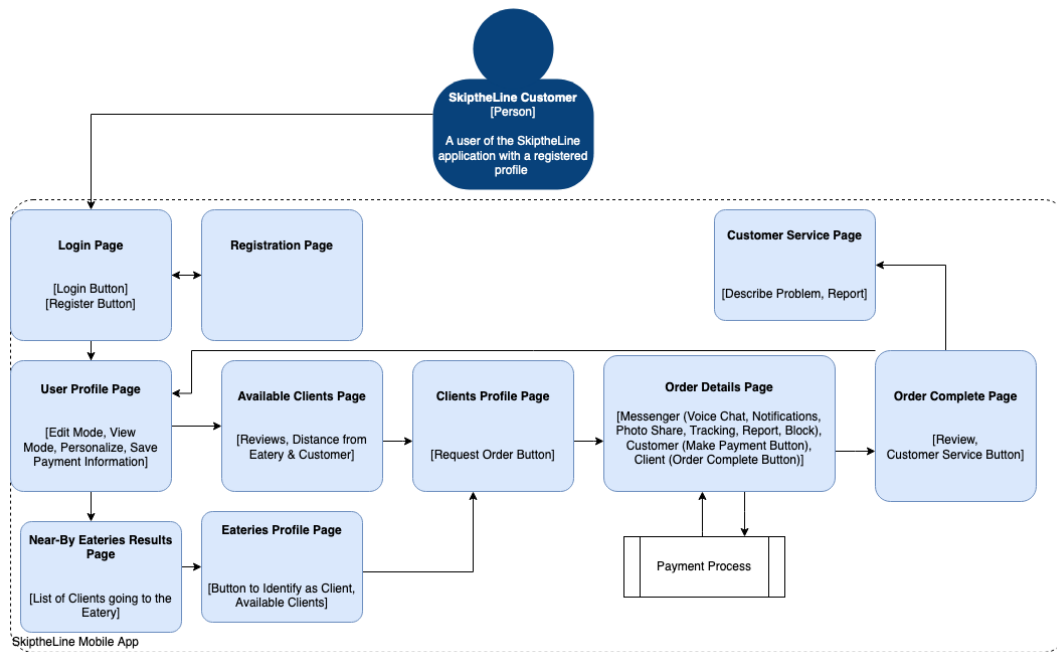 SkiptheLine Customer
[Person]
A user of the SkiptheLine
application with a registered
profile
Login Page
[Login Button]
[Register Button]
Registration Page
Customer Service Page
[Describe Problem, Report]
User Profile Page
[Edit Mode, View
Mode, Personalize, Save
Payment Information]
Available Clients Page
[Reviews, Distance from
Eatery & Customer]
Clients Profile Page
[Request Order Button]
Order Details Page
[Messenger (Voice Chat, Notifications,
Photo Share, Tracking, Report, Block),
Customer (Make Payment Button),
Client (Order Complete Button)]
Order Complete Page
[Review,
Customer Service Button]
Near-By Eateries Results
Page
[List of Clients going to the
Eatery]
Eateries Profile Page
[Button to Identify as Client,
Available Clients]
Payment Process
SkiptheLine Mobile App